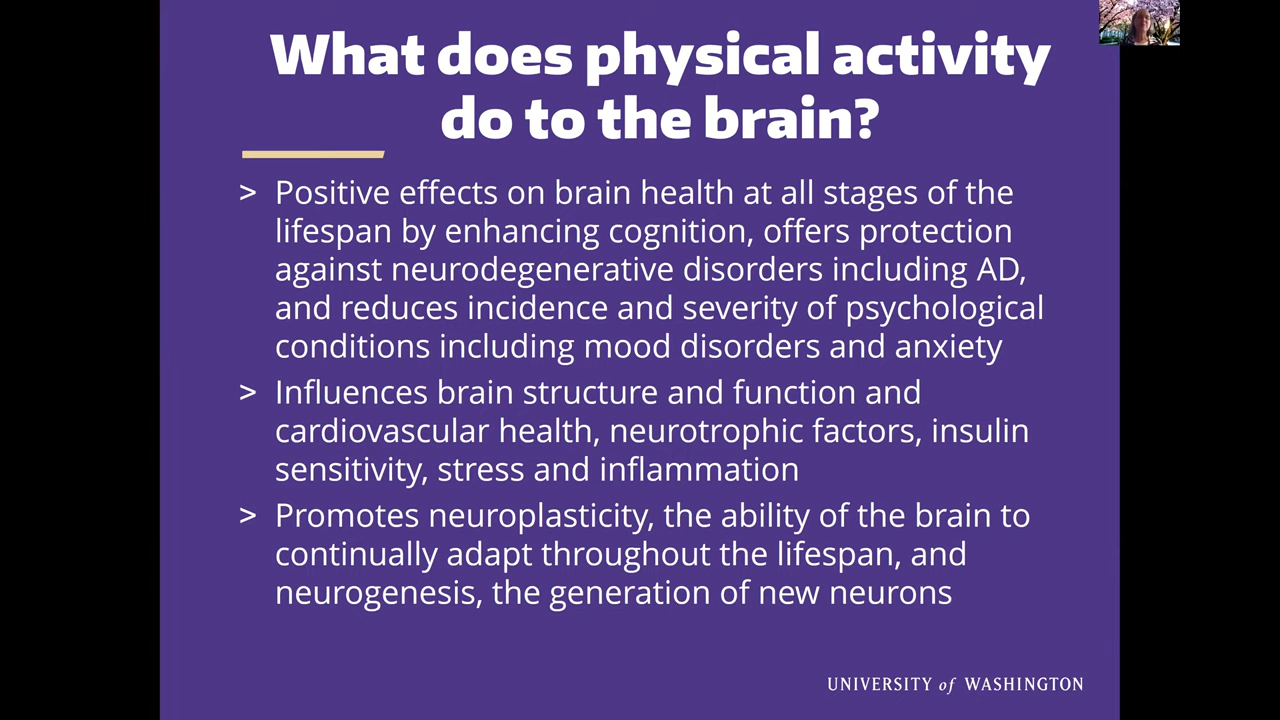 What does physical activity
do to the brain?
> Positive effects on brain health at all stages of the
lifespan by enhancing cognition, offers protection
against neurodegenerative disorders including AD,
and reduces incidence and severity of psychological
conditions including mood disorders and anxiety
> Influences brain structure and function and
cardiovascular health, neurotrophic factors, insulin
sensitivity, stress and inflammation
> Promotes neuroplasticity, the ability of the brain to
continually adapt throughout the lifespan, and
neurogenesis, the generation of new neurons
UNIVERSITY of WASHINGTON